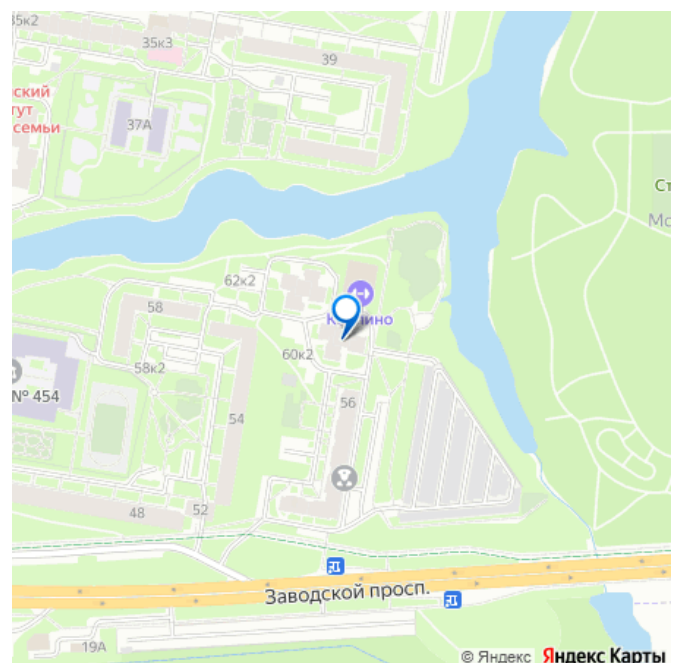 35к2
35к3
39
ский
тут
семьи
37А
Ст
Мо
62к2
58
60к2
58к2
№ 454
56
54
48
52
Заводской просп.
19А
© Яндекс Яндекс Карты